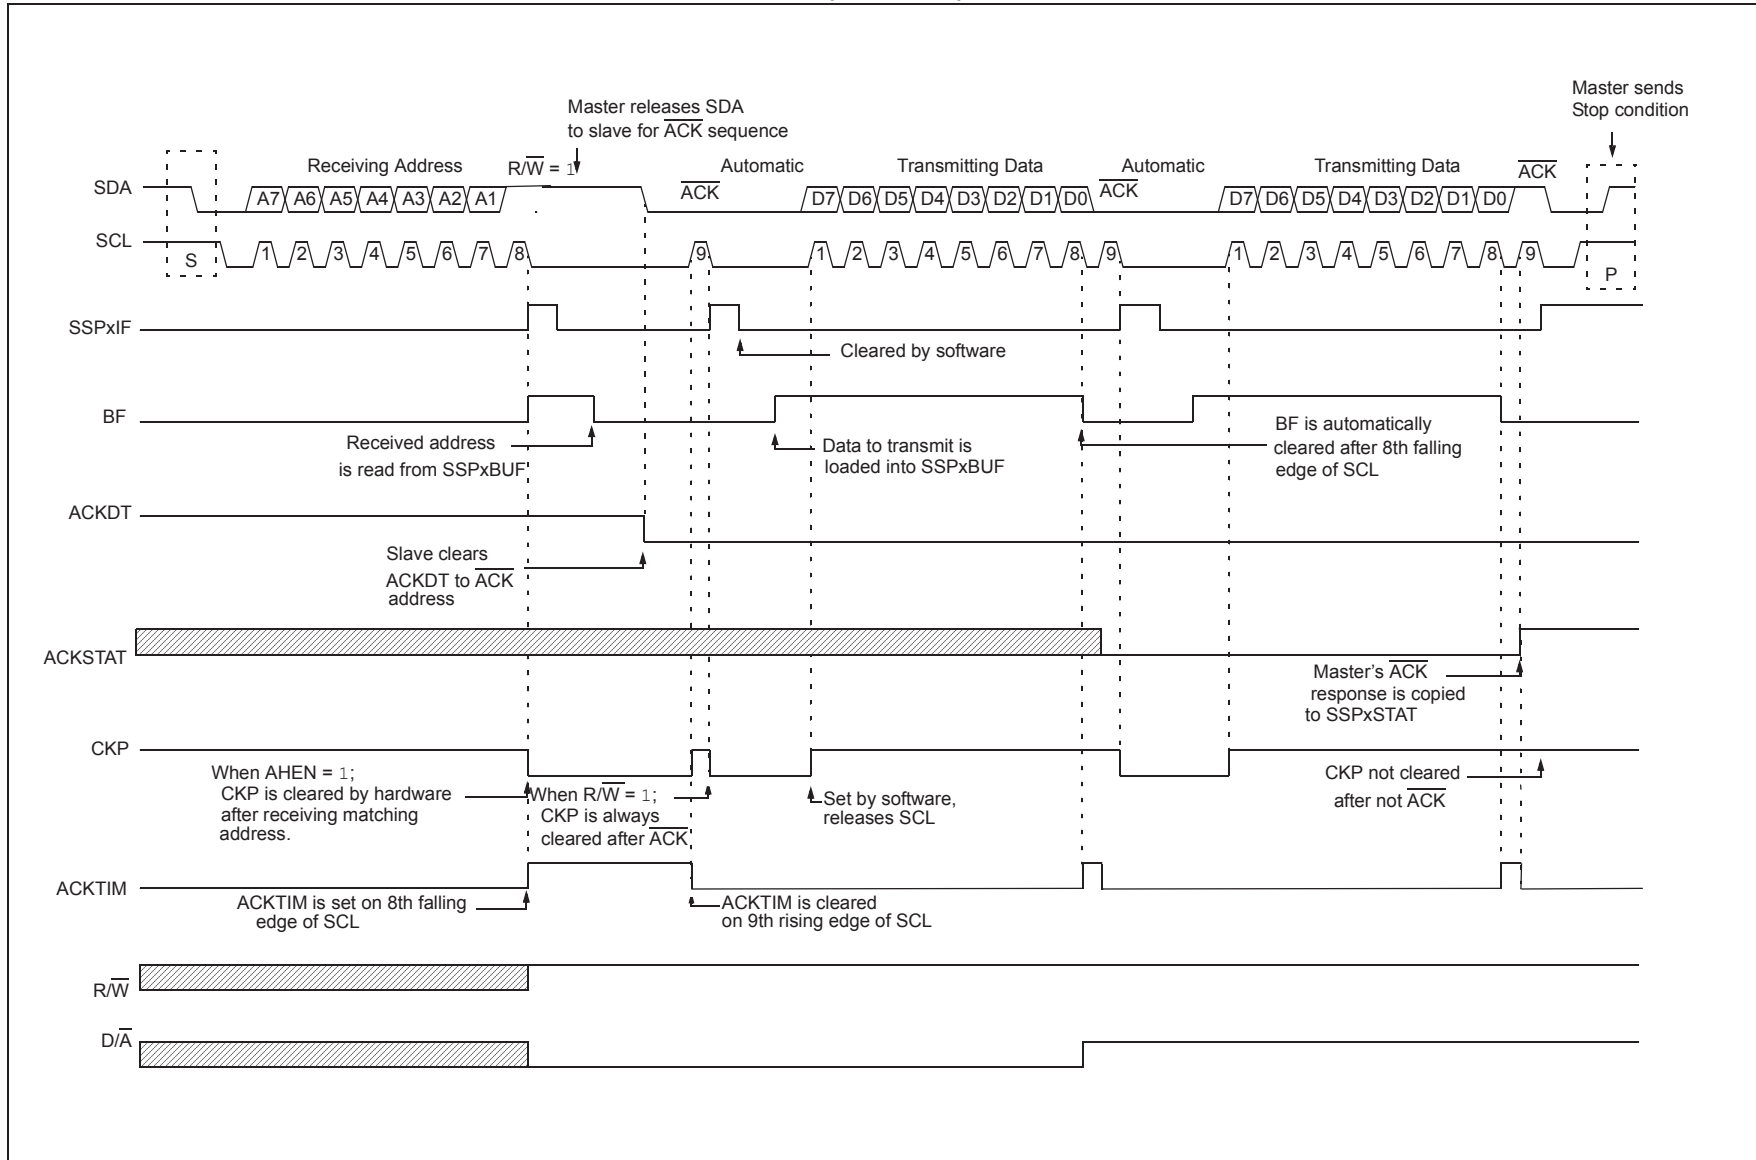 Master sends
Stop condition
Master releases SDA
to slave for A̅C̅K̅ sequence
Receiving Address
R/W̅ = 1
Automatic
Transmitting Data
Automatic
Transmitting Data
A̅C̅K̅
SDA
A7 A6 A5 A4 A3 A2 A1
A̅C̅K̅
D7 D6 D5 D4 D3 D2 D1 D0
A̅C̅K̅
D7 D6 D5 D4 D3 D2 D1 D0
SCL
S
1 2 3 4 5 6 7 8 9
1 2 3 4 5 6 7 8 9
1 2 3 4 5 6 7 8 9
P
SSPxIF
Cleared by software
BF
Received address
is read from SSPxBUF
Data to transmit is
loaded into SSPxBUF
BF is automatically
cleared after 8th falling
edge of SCL
ACKDT
Slave clears
ACKDT to A̅C̅K̅
address
ACKSTAT
Master's A̅C̅K̅
response is copied
to SSPxSTAT
CKP
When AHEN = 1;
CKP is cleared by hardware
after receiving matching
address.
When R/W̅ = 1;
CKP is always
cleared after A̅C̅K̅
Set by software,
releases SCL
CKP not cleared
after not A̅C̅K̅
ACKTIM
ACKTIM is set on 8th falling
edge of SCL
ACKTIM is cleared
on 9th rising edge of SCL
R/W̅
D/A̅